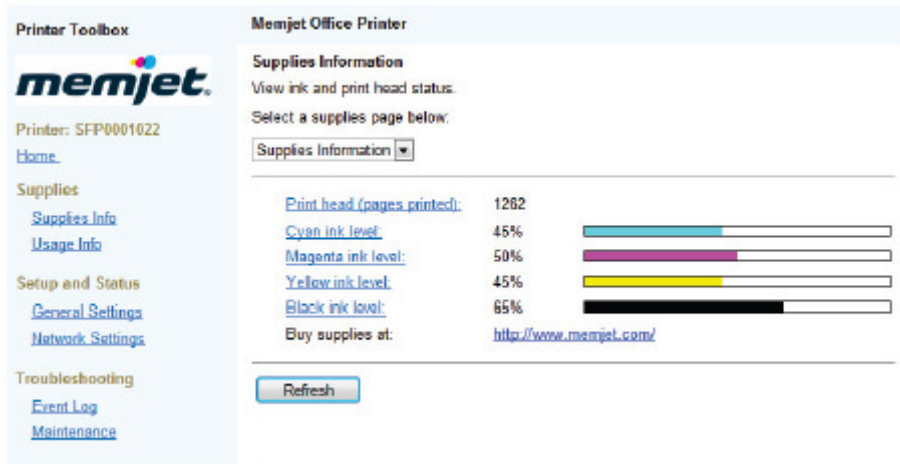 Printer Toolbox
memjet.
Printer: SFP0001022
Home
Supplies
Supplies Info
Usage Info
Setup and Status
General Settings
Network Settings
Troubleshooting
Event Log
Maintenance
Memjet Office Printer
Supplies Information
View ink and print head status.
Select a supplies page below:
Supplies Information
Print head (pages printed): 1262
Cyan ink level: 45%
Magenta ink level: 50%
Yellow ink level: 45%
Black ink level: 65%
Buy supplies at: http://www.memjet.com/
Refresh